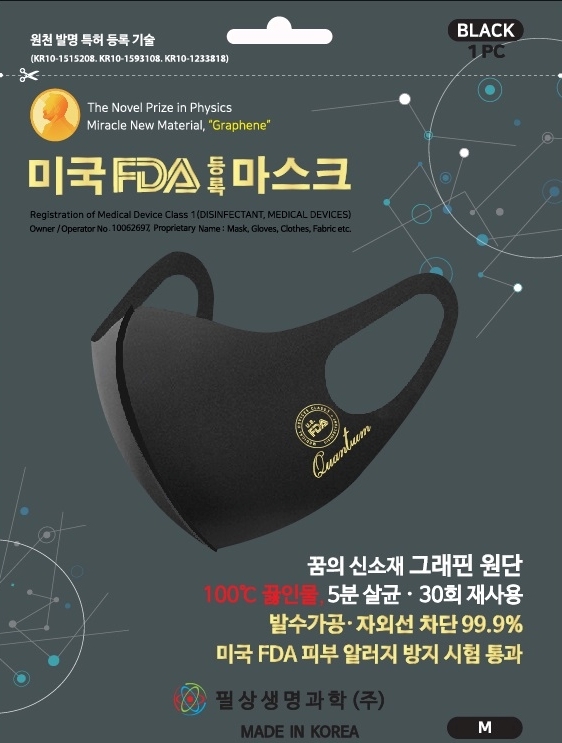 원천 발명 특허 등록 기술
(KR10-1515208. KR10-1593108. KR10-1233818)
BLACK
1 PC
The Novel Prize in Physics
Miracle New Material, "Graphene"
미국 FDA 등록 마스크
Registration of Medical Device Class 1(DISINFECTANT, MEDICAL DEVICES)
Owner / Operator No. 10062697, Proprietary Name : Mask, Gloves, Clothes, Fabric etc.
U.S.
FDA
Quantum
꿈의 신소재 그래핀 원단
100℃ 끓인물, 5분 살균 · 30회 재사용
발수가공· 자외선 차단 99.9%
미국 FDA 피부 알러지 방지 시험 통과
필상생명과학 (주)
MADE IN KOREA
M